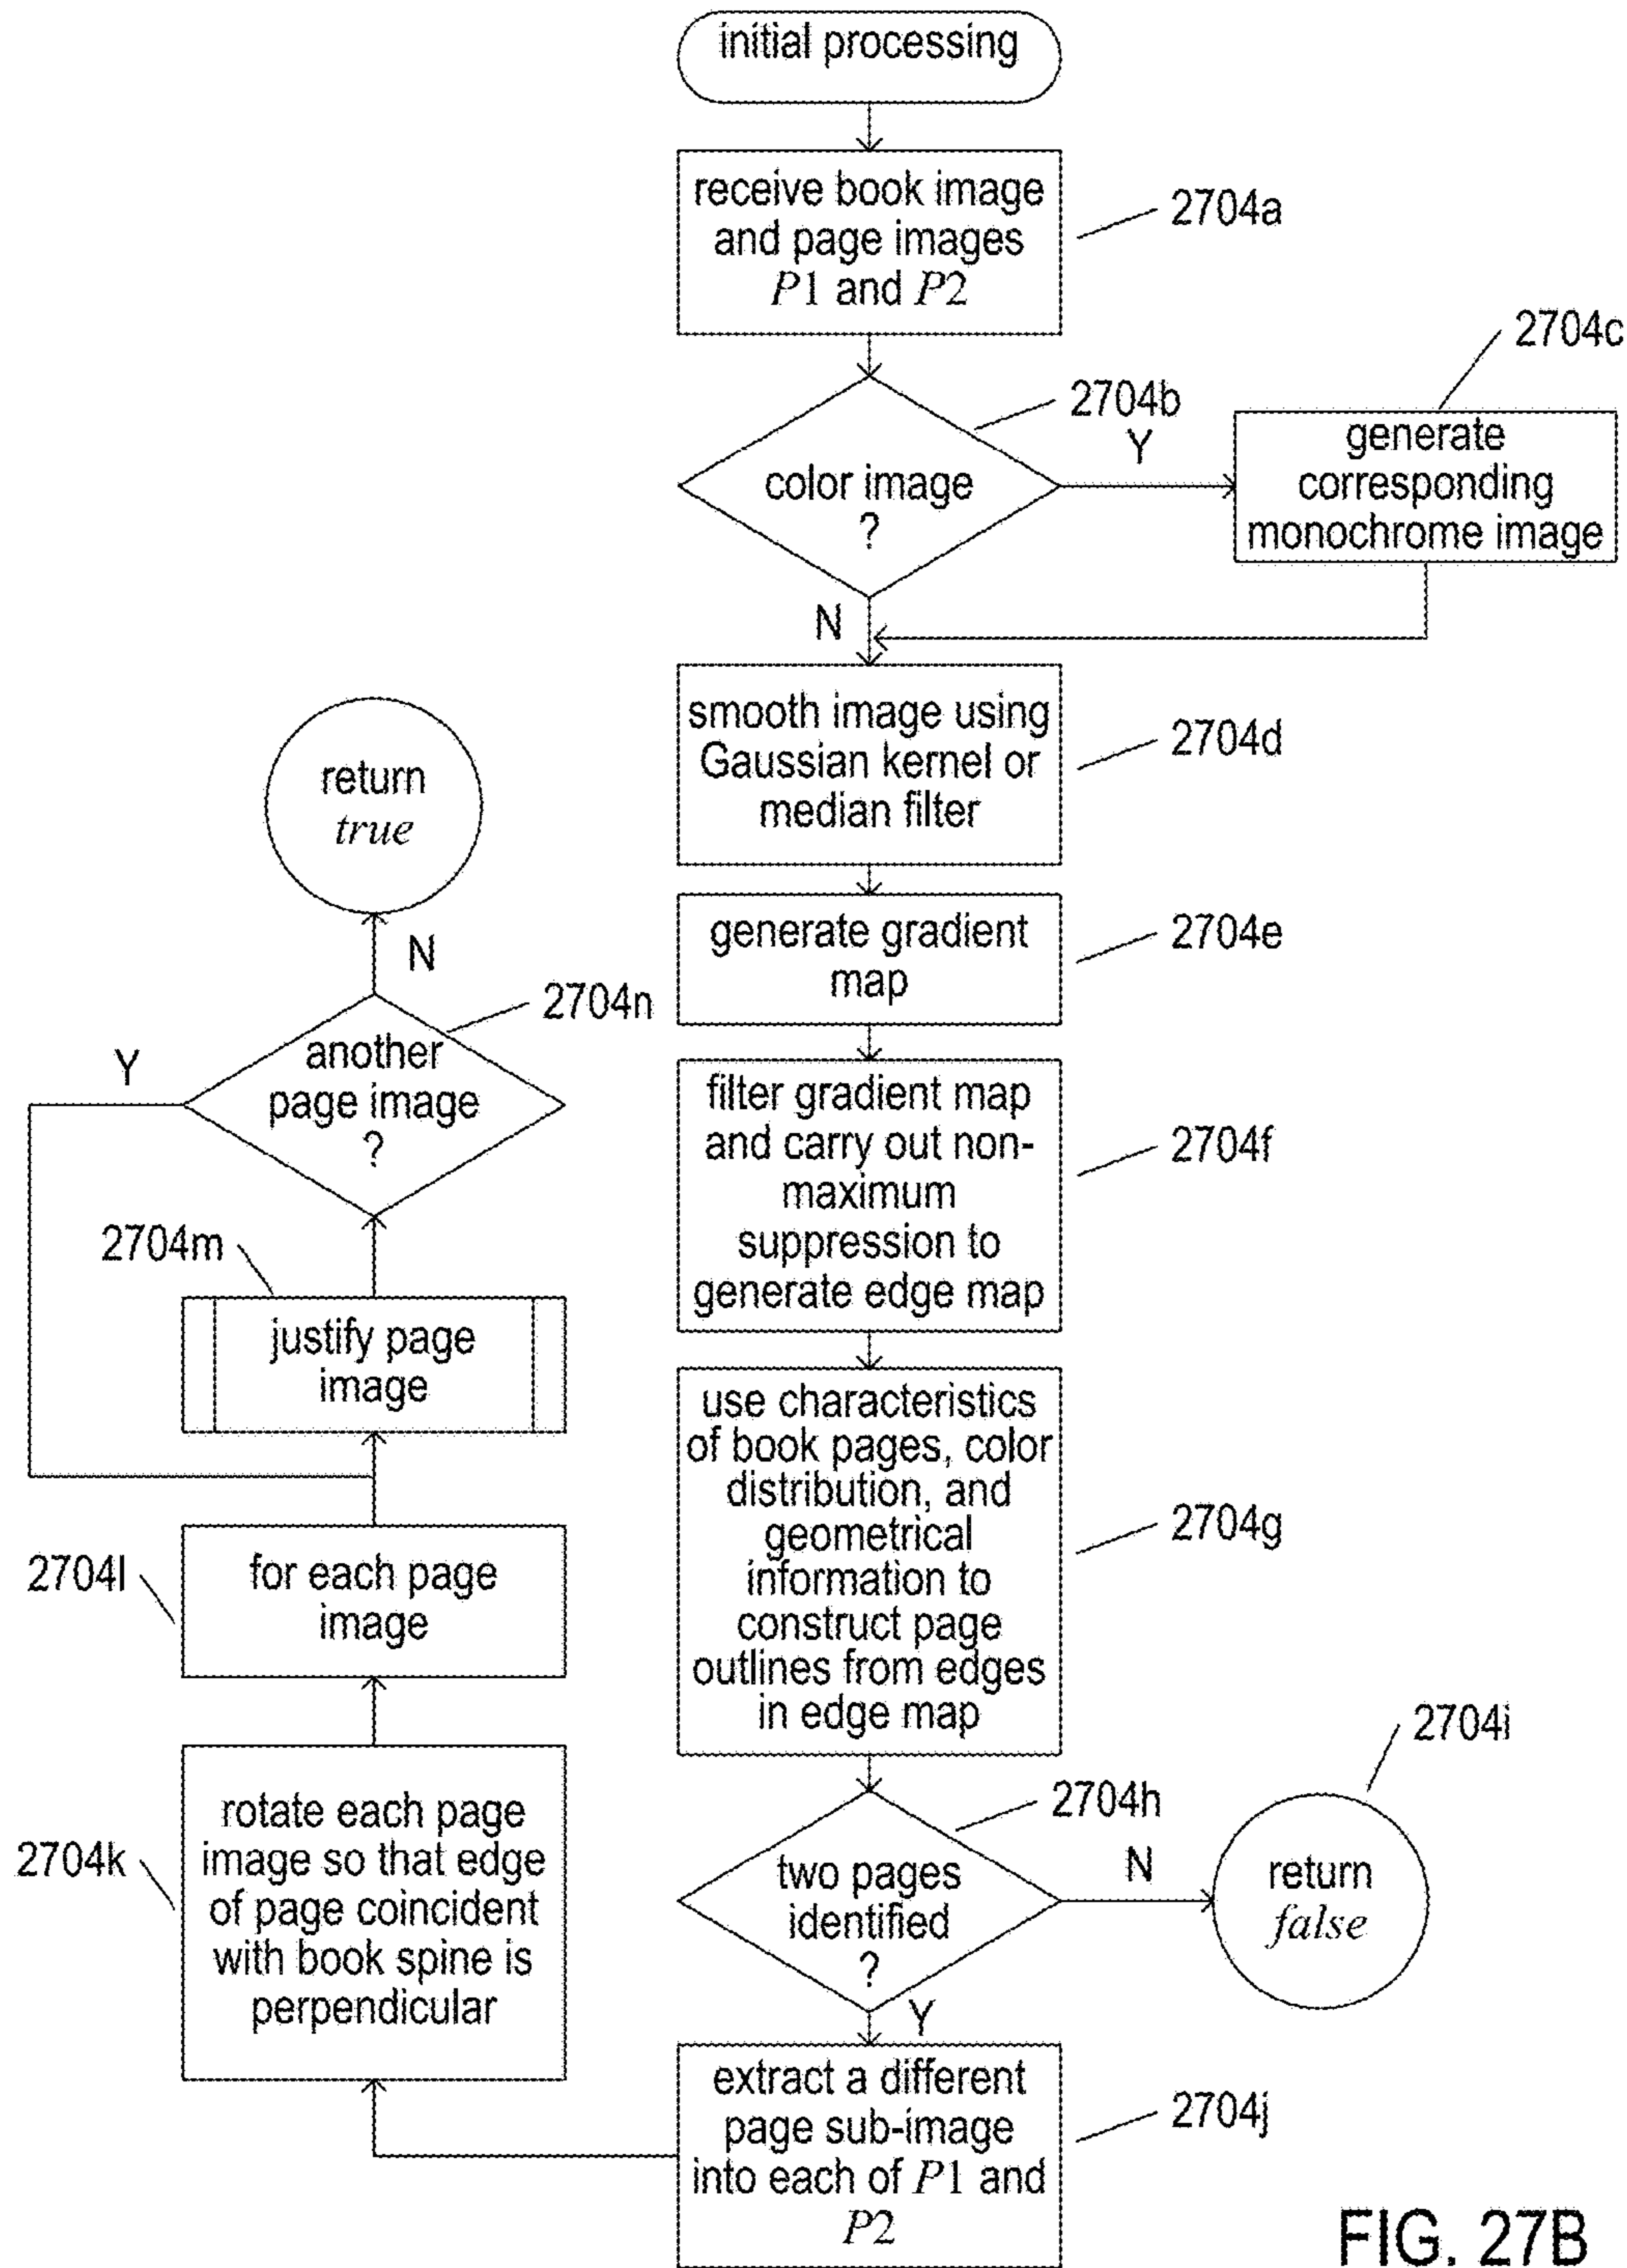 initial processing
receive book image
and page images
P1 and P2
2704a
2704b
color image
?
Y
N
2704c
generate
corresponding
monochrome image
smooth image using
Gaussian kernel or
median filter
2704d
generate gradient
map
2704e
filter gradient map
and carry out non-
maximum
suppression to
generate edge map
2704f
use characteristics
of book pages, color
distribution, and
geometrical
information to
construct page
outlines from edges
in edge map
2704g
2704h
two pages
identified
?
N
Y
2704i
return
false
extract a different
page sub-image
into each of P1 and
P2
2704j
2704k
rotate each page
image so that edge
of page coincident
with book spine is
perpendicular
2704l
for each page
image
2704m
justify page
image
2704n
another
page image
?
Y
N
return
true
FIG. 27B